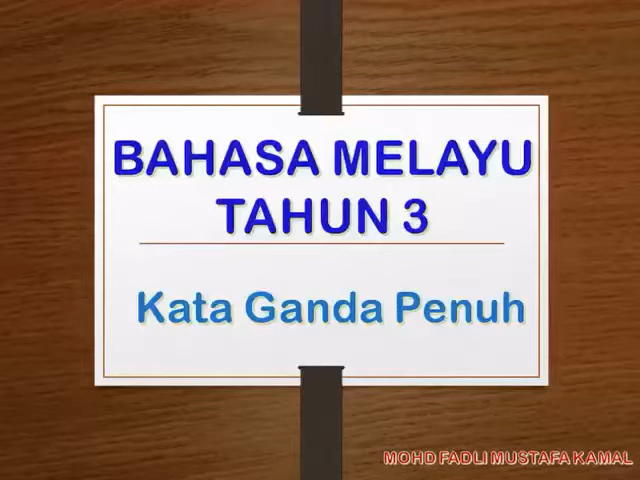 BAHASA MELAYU
TAHUN 3
Kata Ganda Penuh
MOHD FADLI MUSTAFA KAMAL